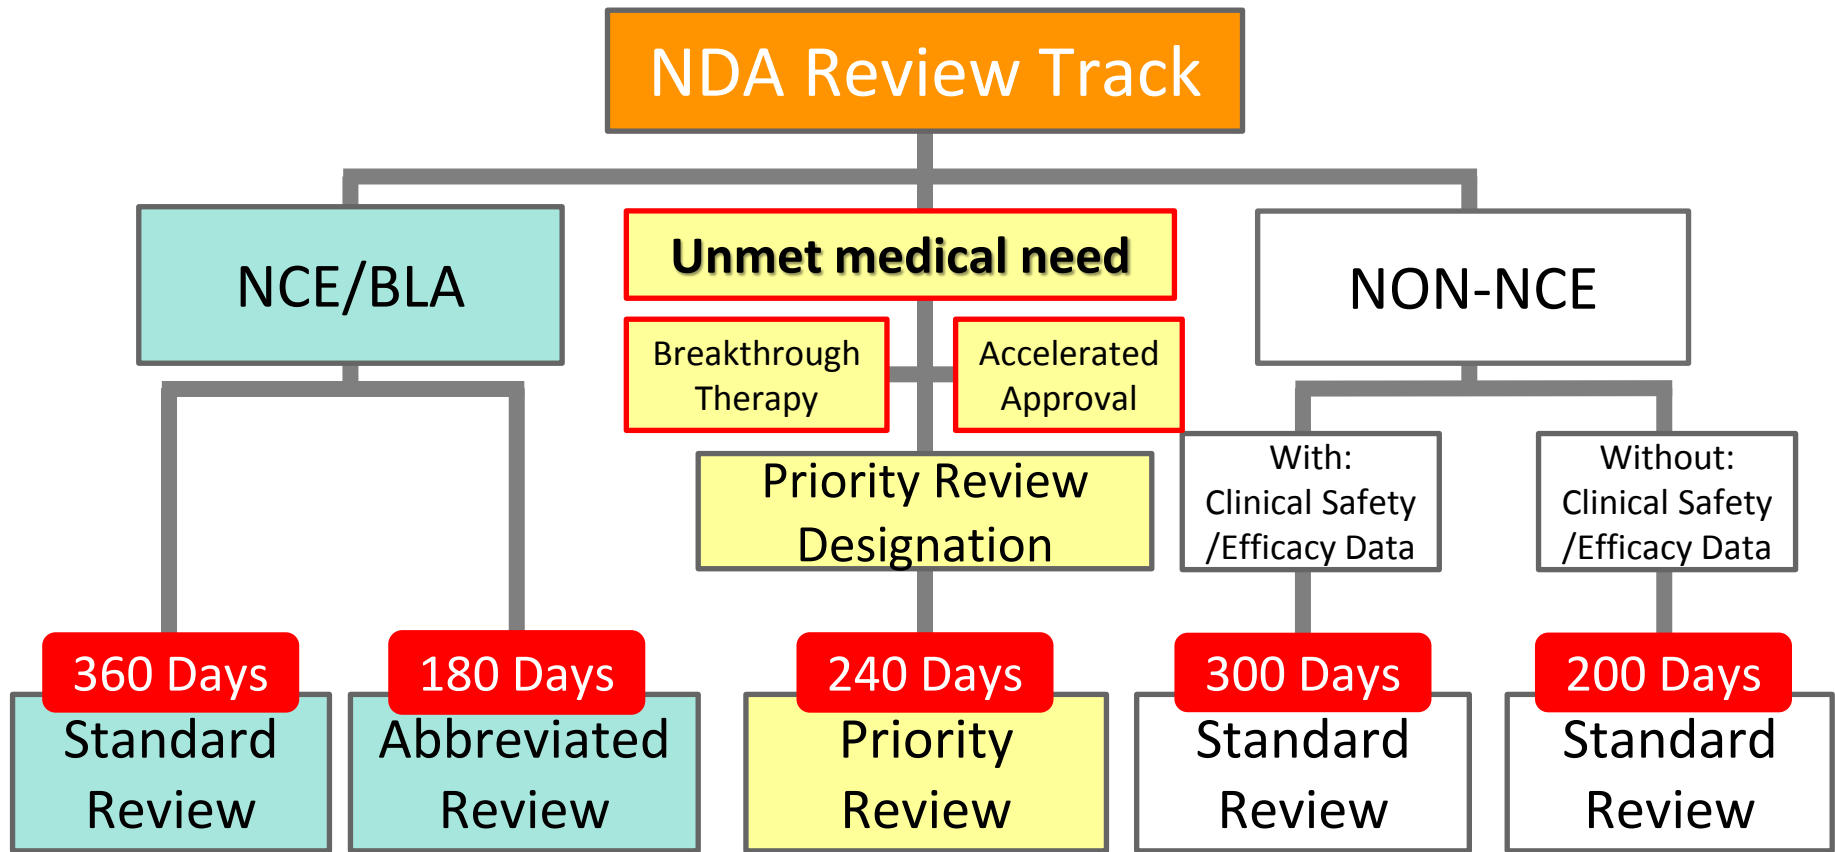 NDA Review Track
NCE/BLA
Unmet medical need
NON-NCE
Breakthrough
Therapy
Accelerated
Approval
Priority Review
Designation
With:
Clinical Safety
/Efficacy Data
Without:
Clinical Safety
/Efficacy Data
360 Days
Standard
Review
180 Days
Abbreviated
Review
240 Days
Priority
Review
300 Days
Standard
Review
200 Days
Standard
Review